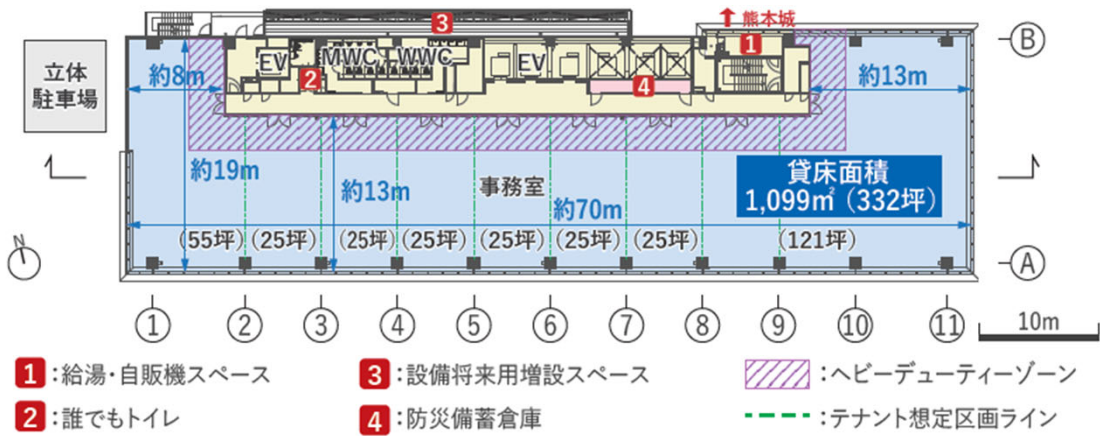 3
熊本城
1
B
立体
駐車場
約8m
EV
2
MWC
WWC
EV
4
約13m
約19m
約13m
事務室
貸床面積
1,099㎡（332坪）
約70m
(55坪)
(25坪)
(25坪)
(25坪)
(25坪)
(25坪)
(25坪)
(121坪)
N
A
1
2
3
4
5
6
7
8
9
10
11
10m
1:給湯・自販機スペース
3:設備将来用増設スペース
:ヘビーデューティーゾーン
2:誰でもトイレ
4:防災備蓄倉庫
:テナント想定区画ライン